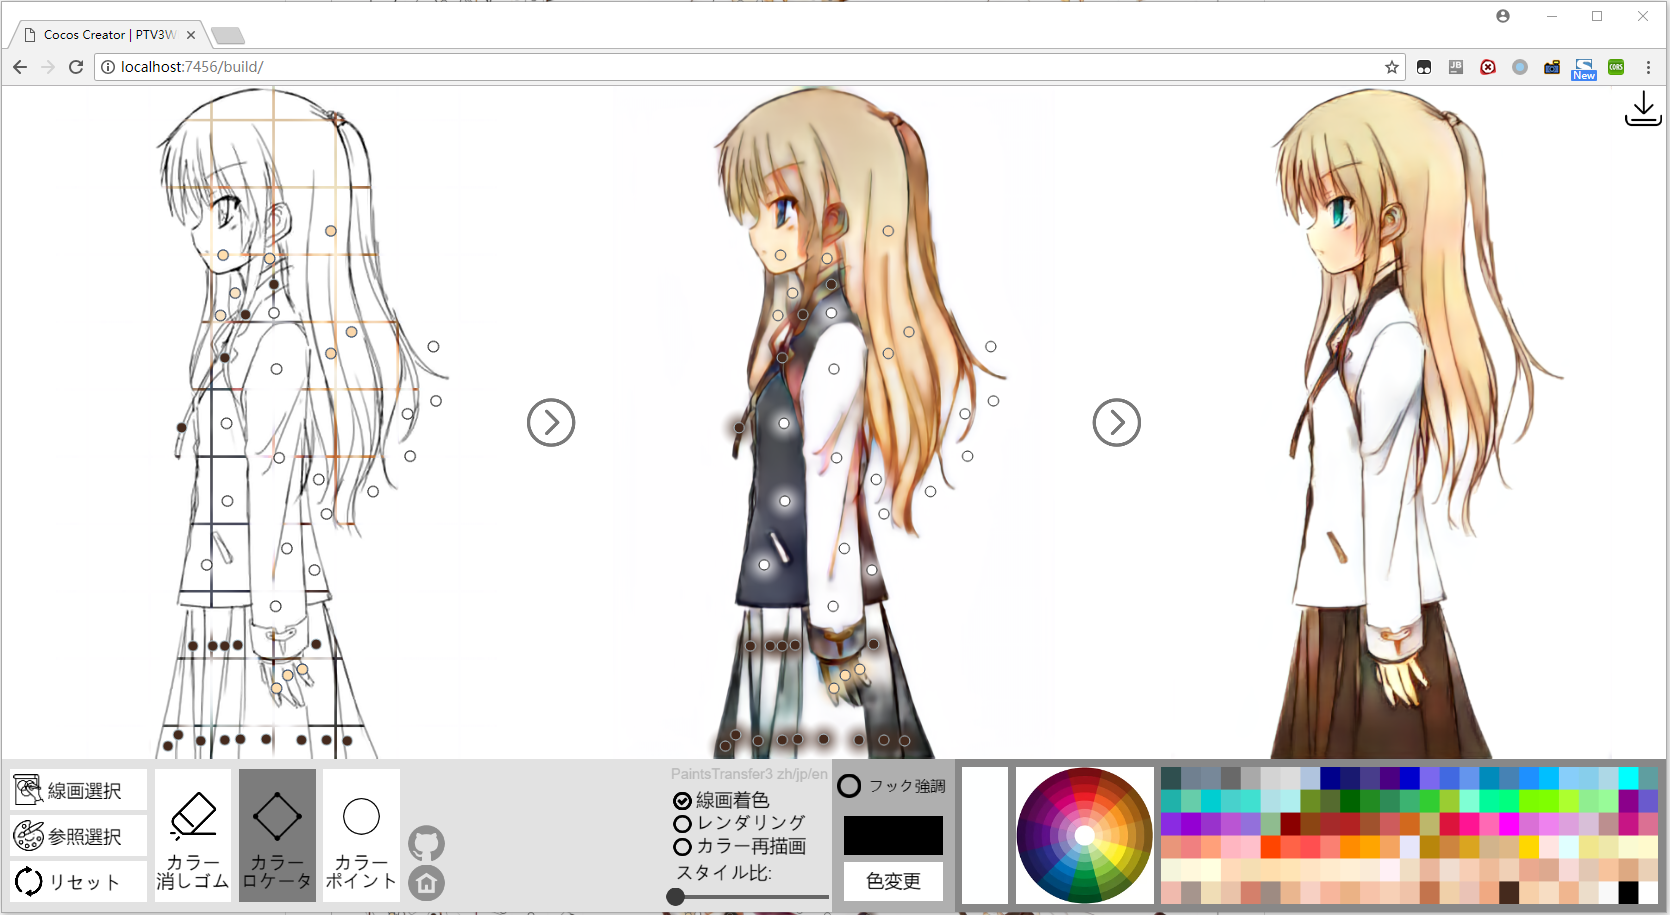 Cocos Creator | PTV3W
localhost:7456/build/
JB
New
CORS
線画選択
参照選択
リセット
カラー
消しゴム
カラー
ロケータ
カラー
ポイント
PaintsTransfer3 zh/jp/en
線画着色
レンダリング
カラー再描画
スタイル比:
フック強調
色変更